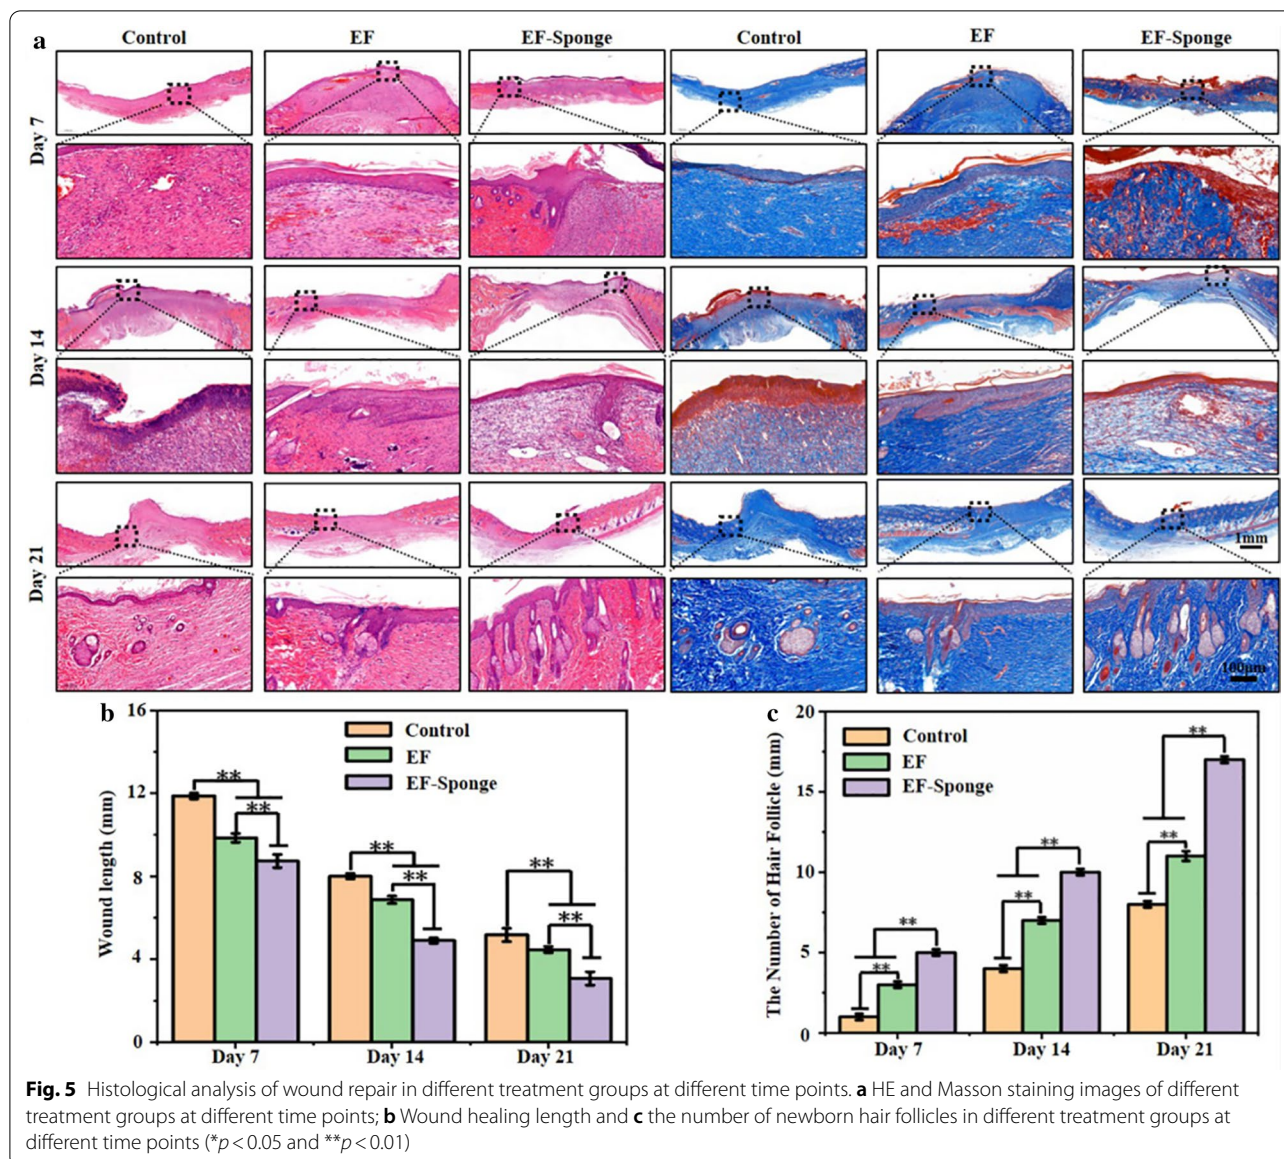 a
Control EF EF-Sponge Control EF EF-Sponge
Day 7
Day 14
Day 21
1mm
100μm
b
16
12
8
4
0
Wound length (mm)
Control
EF
EF-Sponge
** **
** **
** **
Day 7 Day 14 Day 21
c
20
15
10
5
0
The Number of Hair Follicle (mm)
Control
EF
EF-Sponge
** **
** **
** **
Day 7 Day 14 Day 21
Fig. 5 Histological analysis of wound repair in different treatment groups at different time points. a HE and Masson staining images of different
treatment groups at different time points; b Wound healing length and c the number of newborn hair follicles in different treatment groups at
different time points (*p < 0.05 and **p < 0.01)